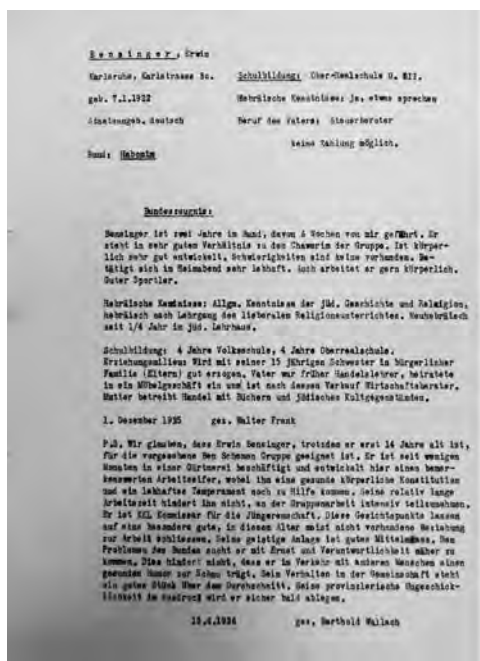 Bensinger, Erwin
Karlsruhe, Karlstrasse 8c. Schulbildung: Ober-Realschule U. III.
geb. 7.1.1922 Hebräische Kenntnisse: ja, etwas sprechen
Staatsangeh. deutsch Beruf des Vaters: Steuerberater
keine Zahlung möglich.
Bund: Habonim
Bundeszeugnis:
Bensinger ist zwei Jahre im Bund, davon 6 Wochen von mir geführt. Er
steht in sehr gutem Verhältnis zu den Chawerim der Gruppe. Ist körper-
lich sehr gut entwickelt. Schwierigkeiten sind keine vorhanden. Be-
tätigt sich im Heimabend sehr lebhaft. Auch arbeitet er gern körperlich.
Guter Sportler.
Hebräische Kenntnisse: Allgm. Kenntnisse der jüd. Geschichte und Religion,
hebräisch nach Lehrgang des liberalen Religionsunterrichtes. Neuhebräisch
seit 1/4 Jahr im jüd. Lehrhaus.
Schulbildung: 4 Jahre Volksschule, 4 Jahre Oberrealschule.
Erziehungsmilieu: Wird mit seiner 15 jährigen Schwester in bürgerlicher
Familie (Eltern) gut erzogen. Vater war früher Handelslehrer, heiratete
in ein Möbelgeschäft ein und ist nach dessen Verkauf Wirtschaftsberater.
Mutter betreibt Handel mit Büchern und jüdischen Kultgegenständen.
1. Dezember 1935 gez. Walter Frank
P.S. Wir glauben, dass Erwin Bensinger, trotzdem er erst 14 Jahre alt ist,
für die vorgesehene Ben Schemen Gruppe geeignet ist. Er ist seit wenigen
Monaten in einer Gärtnerei beschäftigt und entwickelt hier einen bemer-
kenswerten Arbeitseifer, wobei ihm eine gesunde körperliche Konstitution
und ein lebhaftes Temperament noch zu Hilfe kommen. Seine relativ lange
Arbeitszeit hindert ihn nicht, an der Gruppenarbeit intensiv teilzunehmen.
Er ist KKL Kommissar für die Jüngerenschaft. Diese Gesichtspunkte lassen
auf eine besonders gute, in diesem Alter meist nicht vorhandene Beziehung
zur Arbeit schliessen. Seine geistige Anlage ist gutes Mittelmass. Den
Problemen des Bundes sucht er mit Ernst und Verantwortlichkeit näher zu
kommen. Dies hindert nicht, dass er im Verkehr mit anderen Menschen einen
gesunden Humor zur Schau trägt. Sein Verhalten in der Gemeinschaft steht
ein gutes Stück über dem Durchschnitt. Seine provinzlerische Ungeschick-
lichkeit im Ausdruck wird er sicher bald ablegen.
15.4.1936 gez. Berthold Wallach